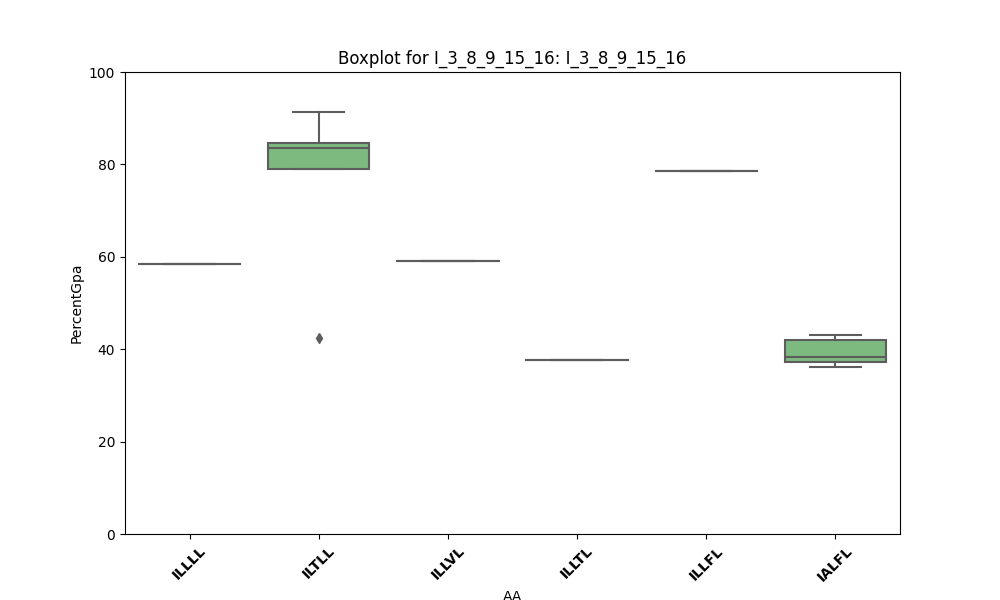 Boxplot for I_3_8_9_15_16: I_3_8_9_15_16
100
80
60
40
20
0
PercentGpa
ILLLL
ILTLL
ILLVL
ILLTL
ILLFL
IALFL
AA